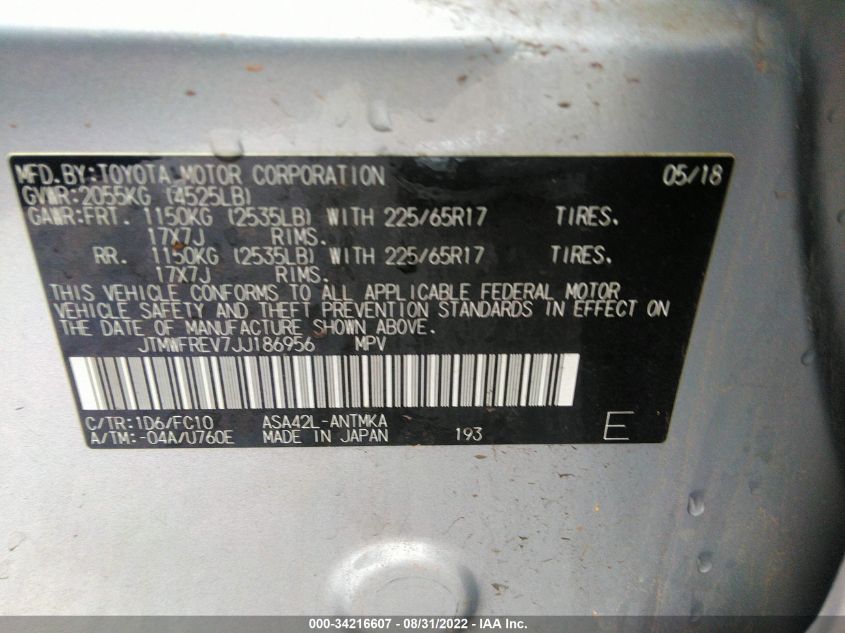 MFD.BY:TOYOTA MOTOR CORPORATION 05/18
GVWR:2055KG (4525LB)
GAWR:FRT. 1150KG (2535LB) WITH 225/65R17 TIRES.
17X7J RIMS.
RR. 1150KG (2535LB) WITH 225/65R17 TIRES.
17X7J RIMS.
THIS VEHICLE CONFORMS TO ALL APPLICABLE FEDERAL MOTOR
VEHICLE SAFETY AND THEFT PREVENTION STANDARDS IN EFFECT ON
THE DATE OF MANUFACTURE SHOWN ABOVE.
JTMWFREV7JJ186956 MPV
C/TR:1D6/FC10 ASA42L-ANTMKA
A/TM:-04A/U760E MADE IN JAPAN 193 E
000-34216607 - 08/31/2022 - IAA Inc.